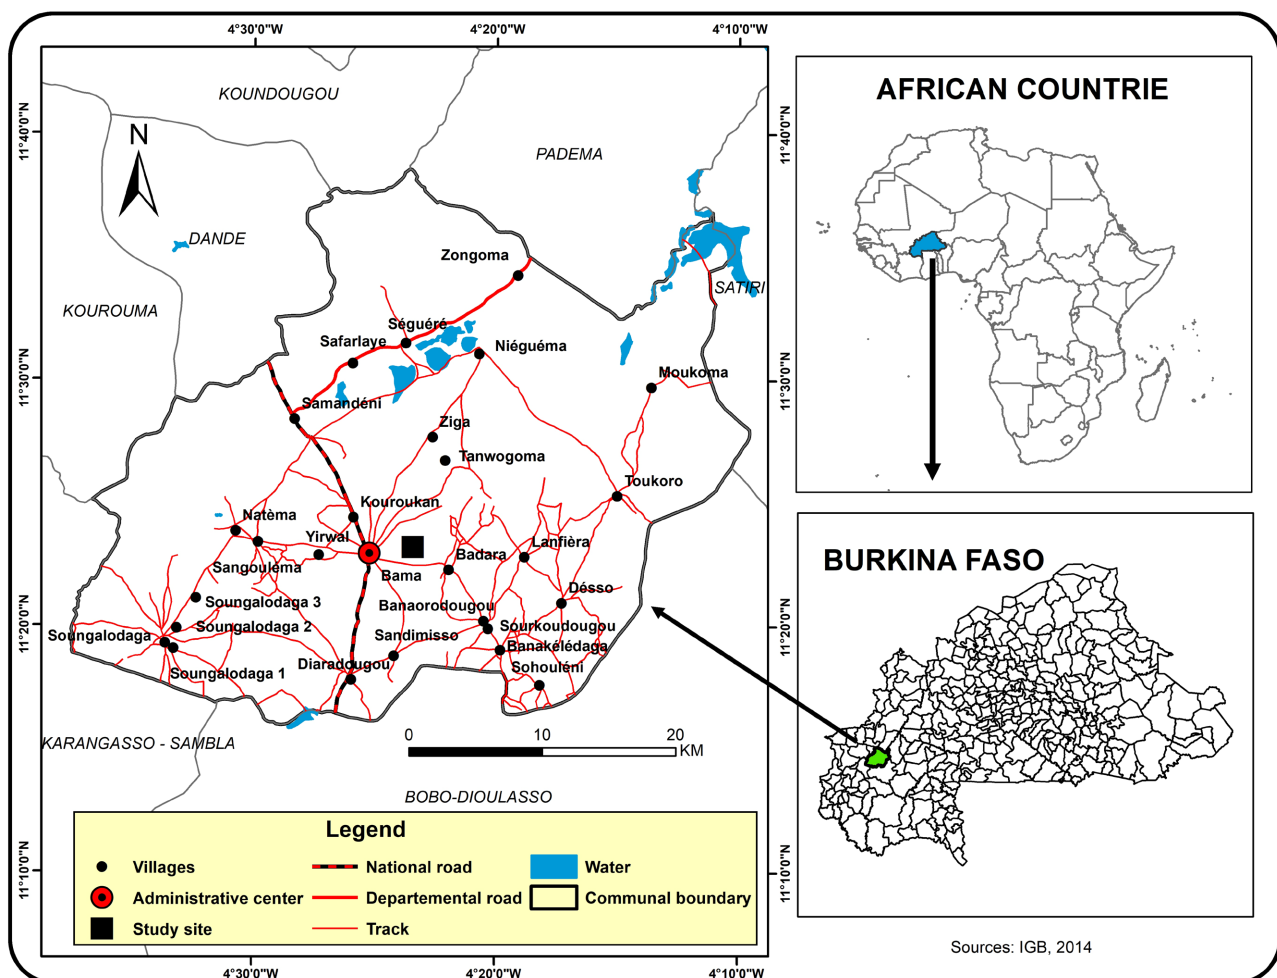 4°30'0"W
4°20'0"W
4°10'0"W
11°40'0"N
11°30'0"N
11°20'0"N
11°10'0"N
N
KOUNDOUGOU
PADEMA
DANDE
KOUROUMA
SATIRI
Zongoma
Séguéré
Safarlaye
Niéguéma
Moukoma
Samandéni
Ziga
Tanwogoma
Toukoro
Kouroukan
Natèma
Yirwal
Lanfièra
Badara
Sangouléma
Bama
Désso
Soungalodaga 3
Banaorodougou
Soungalodaga 2
Sourkoudougou
Soungalodaga
Sandimisso
Banakélédaga
Diaradougou
Sohouléni
Soungalodaga 1
KARANGASSO - SAMBLA
0
10
20
KM
BOBO-DIOULASSO
Legend
Villages
Administrative center
Study site
National road
Departemental road
Track
Water
Communal boundary
4°30'0"W
4°20'0"W
4°10'0"W
11°40'0"N
11°30'0"N
11°20'0"N
11°10'0"N
AFRICAN COUNTRIE
BURKINA FASO
Sources: IGB, 2014